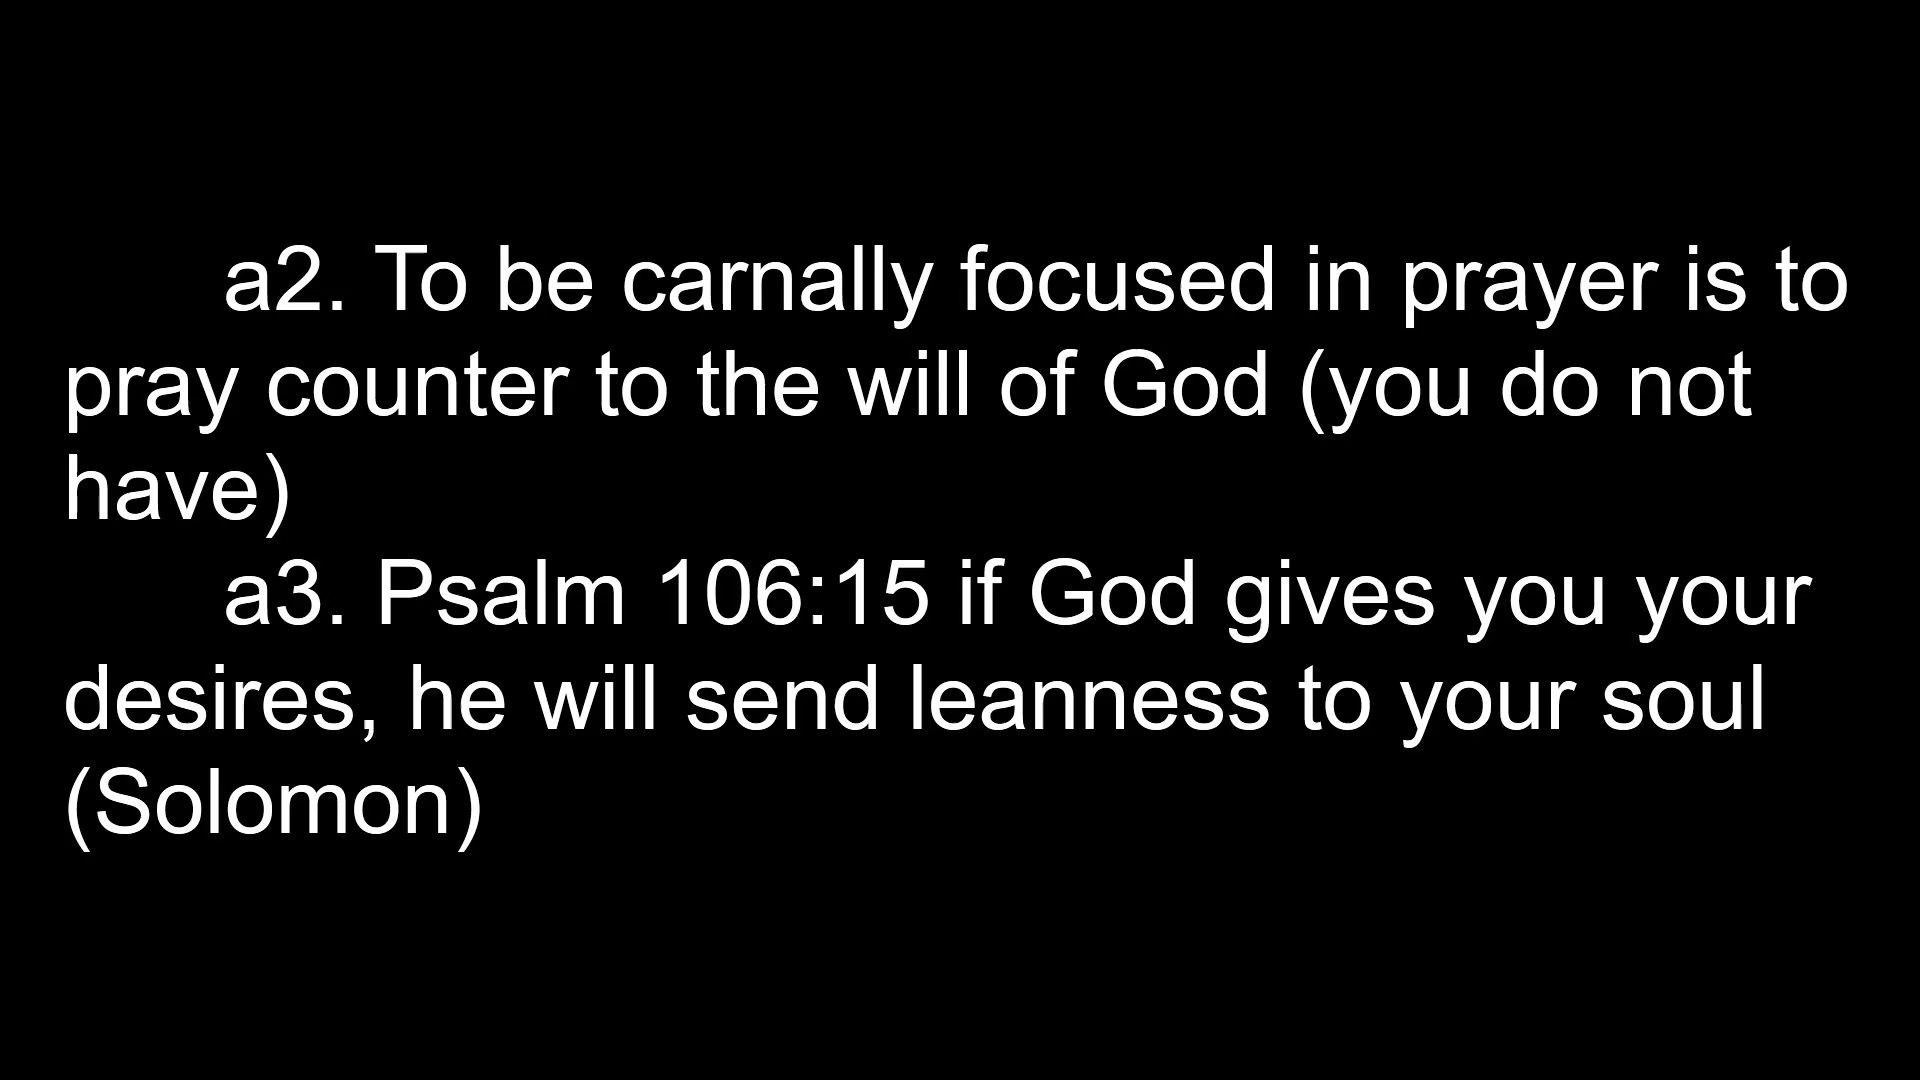 a2. To be carnally focused in prayer is to
pray counter to the will of God (you do not
have)
a3. Psalm 106:15 if God gives you your
desires, he will send leanness to your soul
(Solomon)